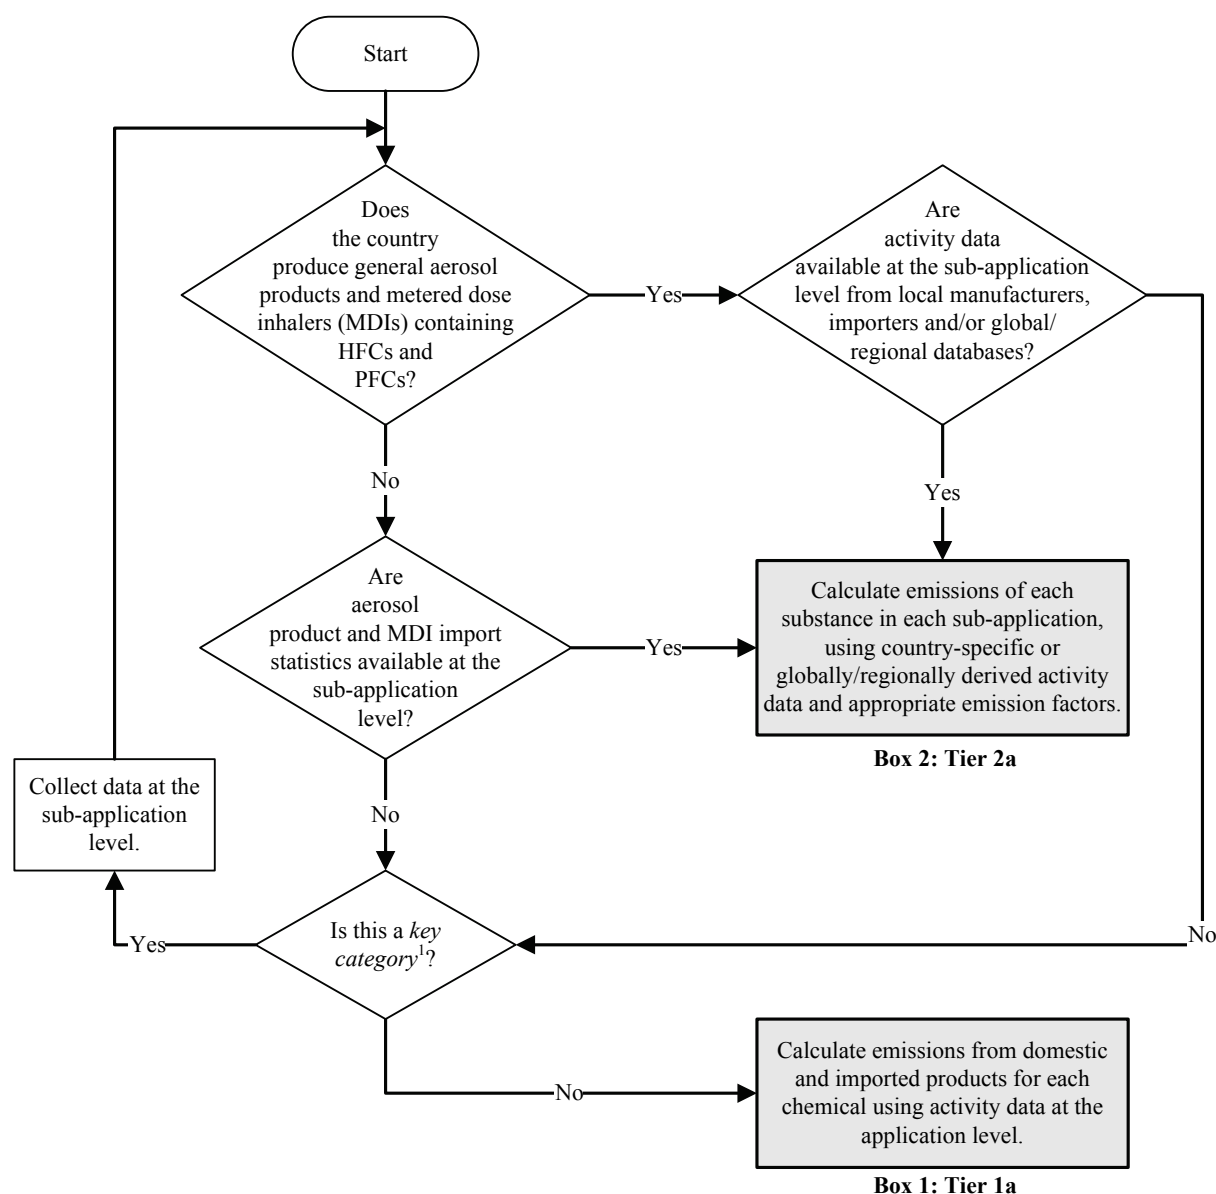 Start
Does
the country
produce general aerosol
products and metered dose
inhalers (MDIs) containing
HFCs and
PFCs?
Yes
Are
activity data
available at the sub-application
level from local manufacturers,
importers and/or global/
regional databases?
No
Yes
Are
aerosol
product and MDI import
statistics available at the
sub-application
level?
Yes
Calculate emissions of each
substance in each sub-application,
using country-specific or
globally/regionally derived activity
data and appropriate emission factors.
Box 2: Tier 2a
Collect data at the
sub-application
level.
No
Is this a key
category1?
Yes
No
No
Calculate emissions from domestic
and imported products for each
chemical using activity data at the
application level.
Box 1: Tier 1a